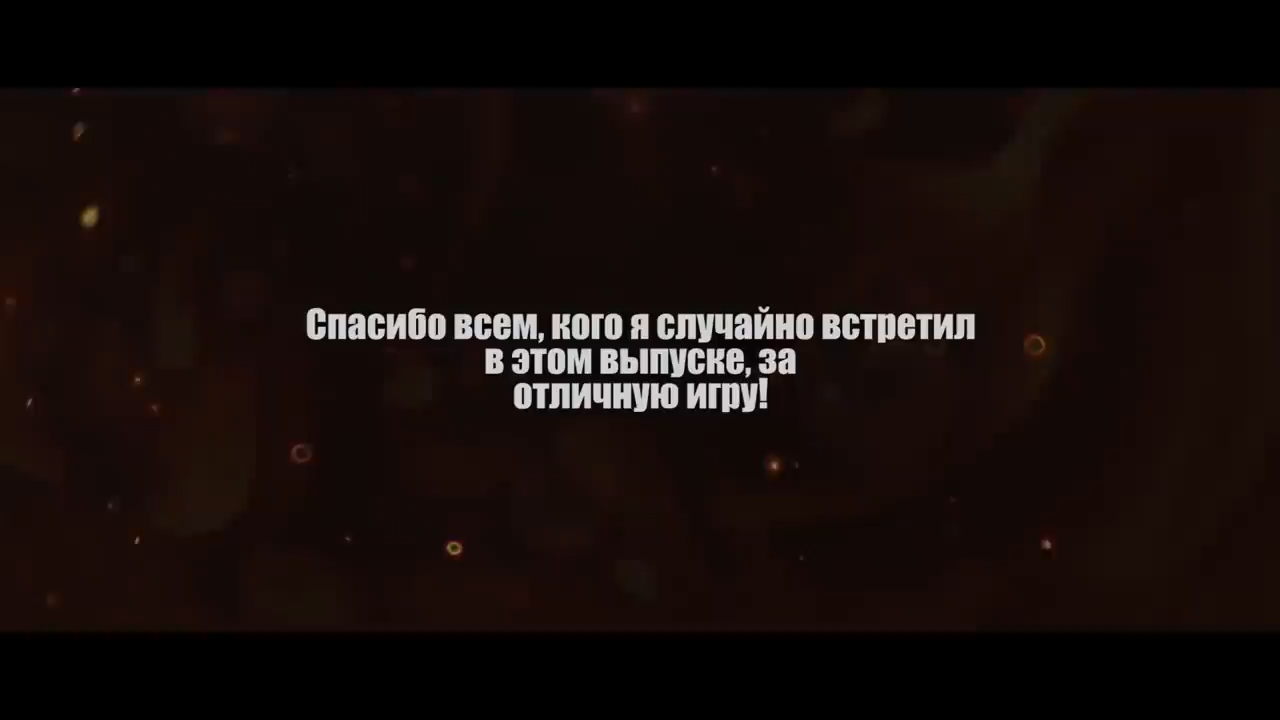 Спасибо всем, кого я случайно встретил
в этом выпуске, за
отличную игру!